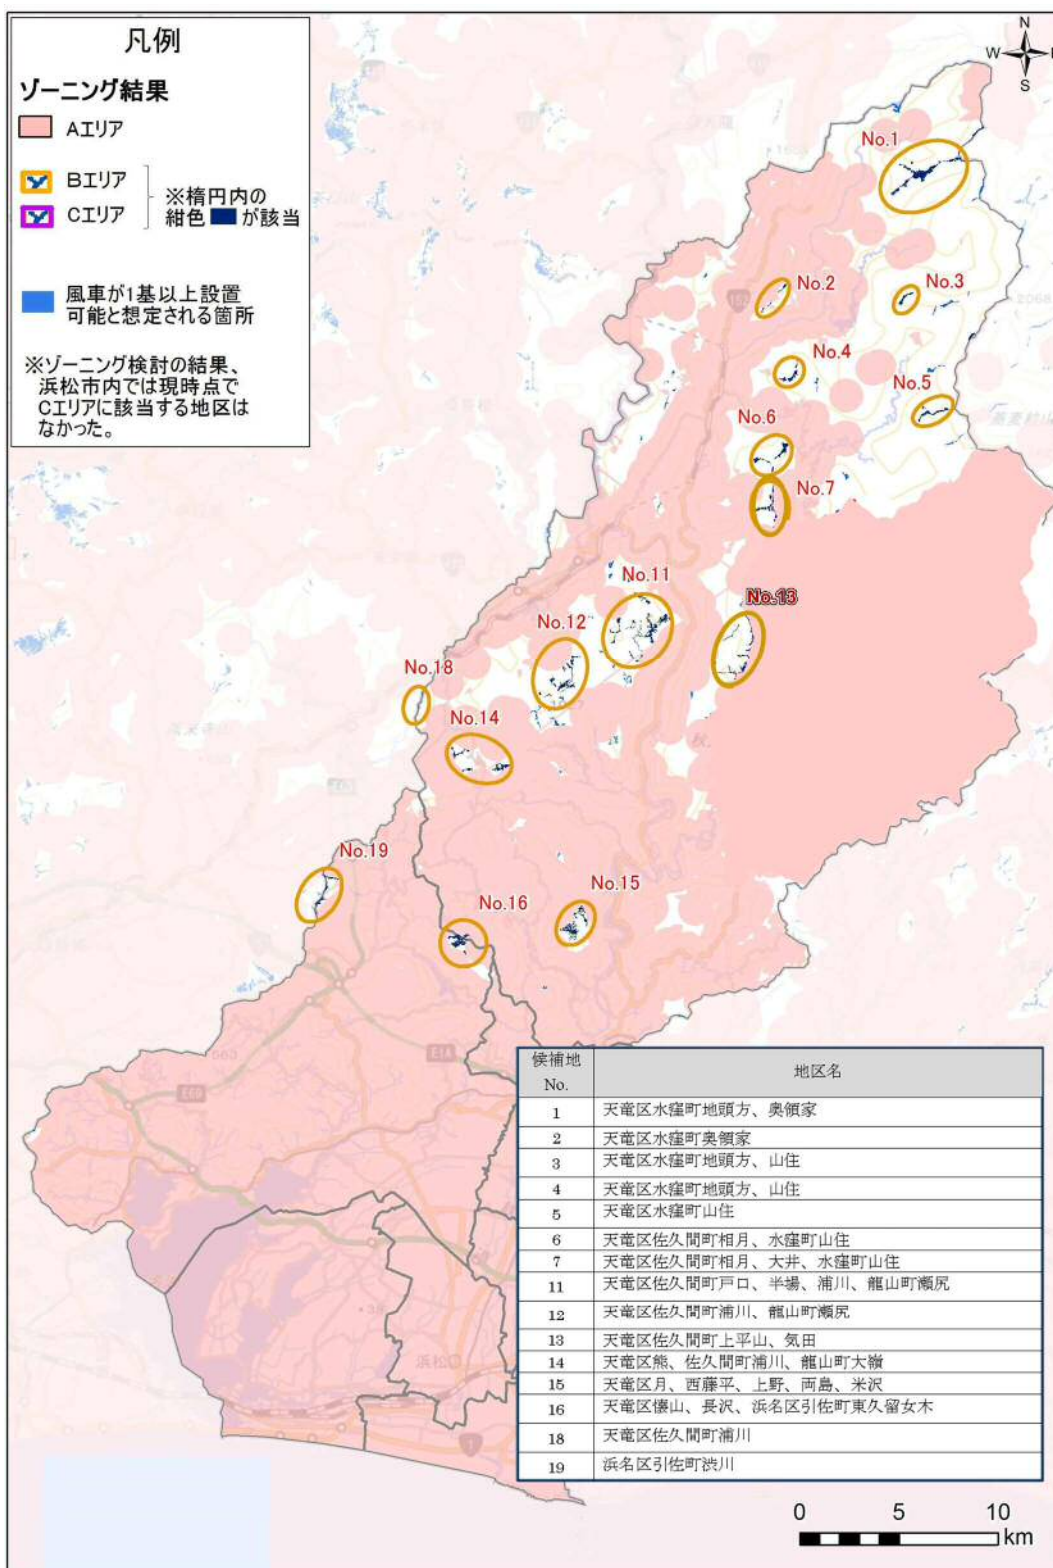 凡例
ゾーニング結果
Aエリア
Bエリア
Cエリア
※楕円内の
紺色 が該当
風車が1基以上設置
可能と想定される箇所
※ゾーニング検討の結果、
浜松市内では現時点で
Cエリアに該当する地区は
なかった。
N
W
S
No.1
No.2
No.3
No.4
No.5
No.6
No.7
No.11
No.12
No.13
No.18
No.14
No.19
No.16
No.15
候補地
No.
地区名
1 天竜区水窪町地頭方、奥領家
2 天竜区水窪町奥領家
3 天竜区水窪町地頭方、山住
4 天竜区水窪町地頭方、山住
5 天竜区水窪町山住
6 天竜区佐久間町相月、水窪町山住
7 天竜区佐久間町相月、大井、水窪町山住
11 天竜区佐久間町戸口、半場、浦川、龍山町瀬尻
12 天竜区佐久間町浦川、龍山町瀬尻
13 天竜区佐久間町上平山、気田
14 天竜区熊、佐久間町浦川、龍山町大嶺
15 天竜区月、西藤平、上野、両島、米沢
16 天竜区懐山、長沢、浜名区引佐町東久留女木
18 天竜区佐久間町浦川
19 浜名区引佐町渋川
0 5 10
km